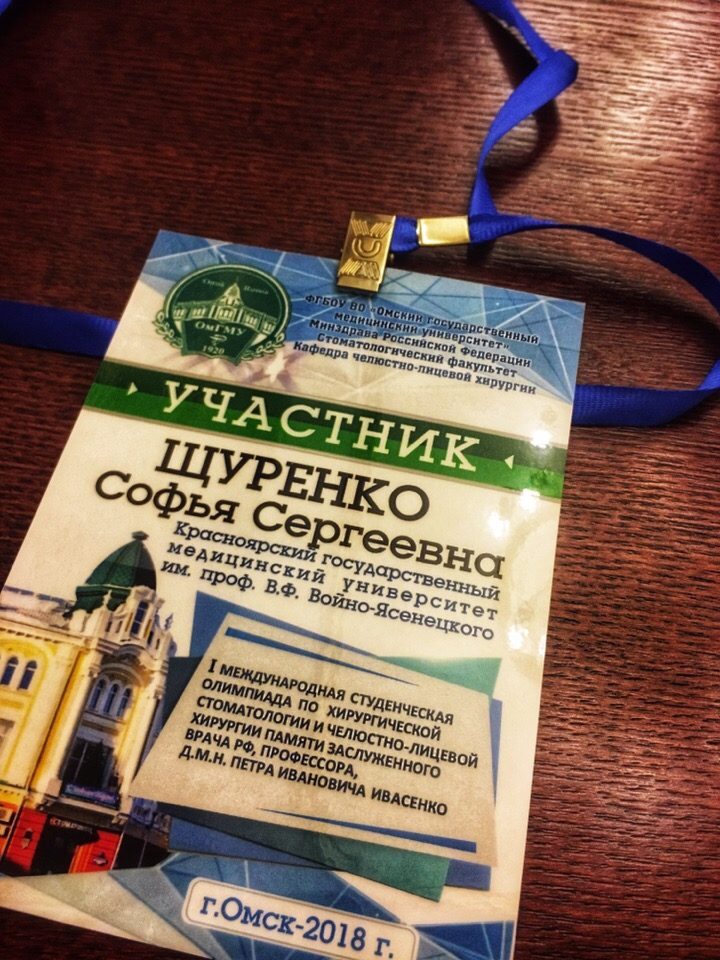 Omsk Russia
ОмГМУ
1920
ФГБОУ ВО "Омский государственный
медицинский университет"
Минздрава Российской Федерации
Стоматологический факультет
Кафедра челюстно-лицевой хирургии
УЧАСТНИК
ЩУРЕНКО
Софья Сергеевна
Красноярский государственный
медицинский университет
им. проф. В.Ф. Войно-Ясенецкого
I МЕЖДУНАРОДНАЯ СТУДЕНЧЕСКАЯ
ОЛИМПИАДА ПО ХИРУРГИЧЕСКОЙ
СТОМАТОЛОГИИ И ЧЕЛЮСТНО-ЛИЦЕВОЙ
ХИРУРГИИ ПАМЯТИ ЗАСЛУЖЕННОГО
ВРАЧА РФ, ПРОФЕССОРА,
Д.М.Н. ПЕТРА ИВАНОВИЧА ИВАСЕНКО
г.Омск-2018 г.